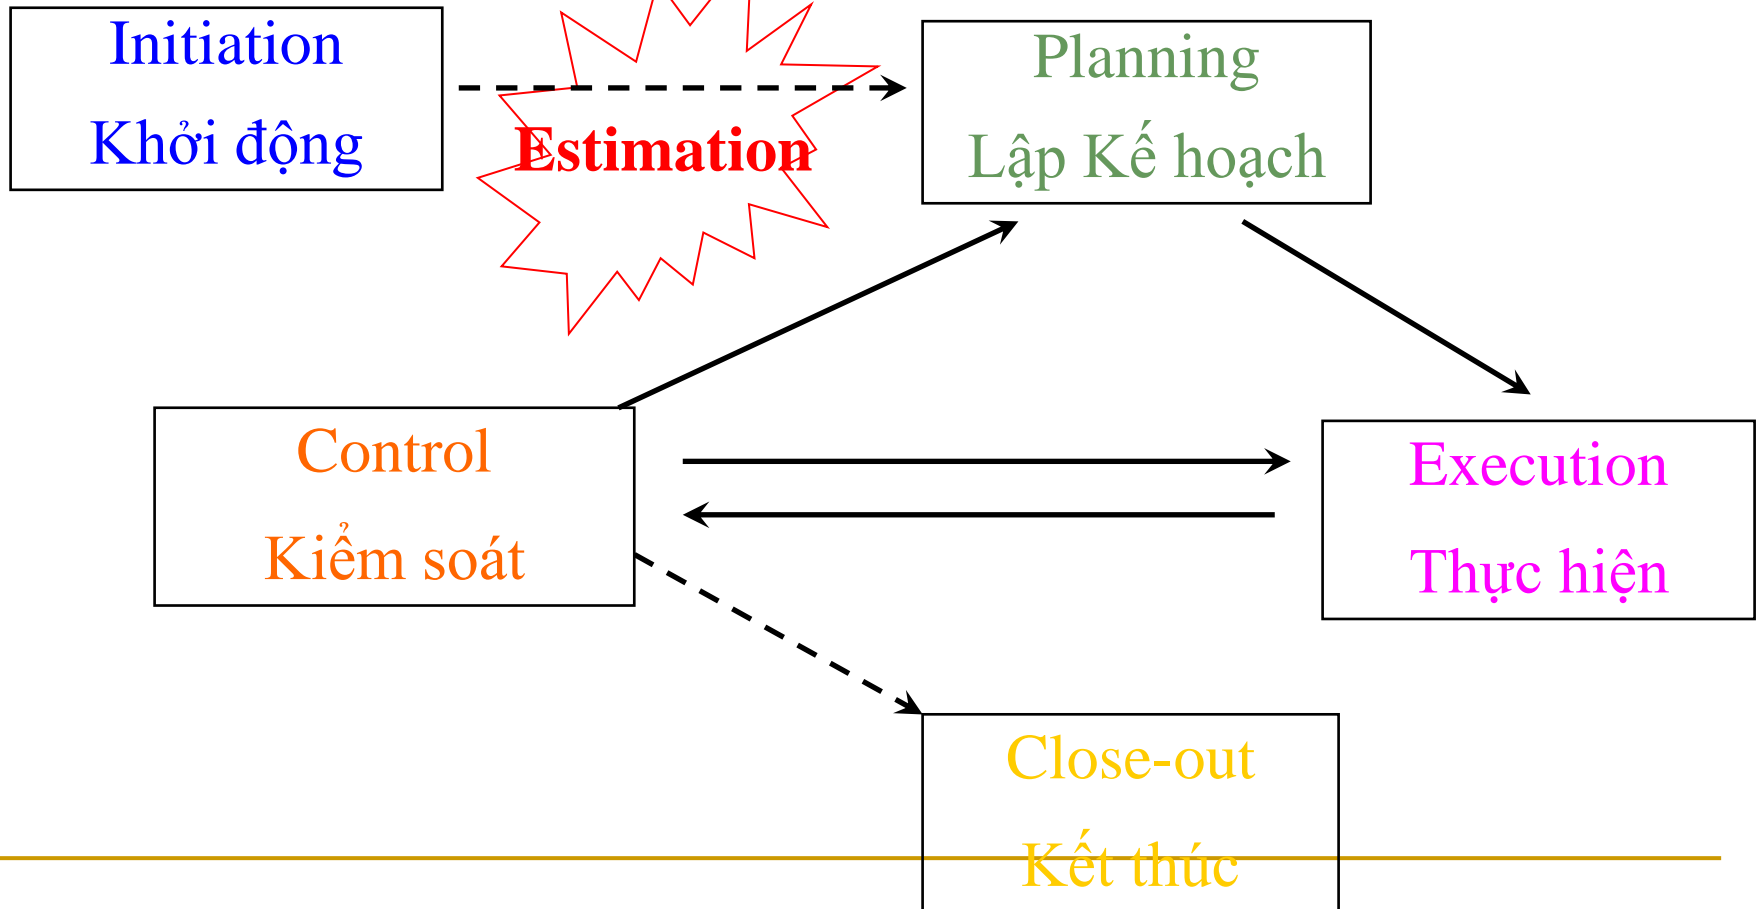 Initiation
Khởi động
Estimation
Planning
Lập Kế hoạch
Control
Kiểm soát
Execution
Thực hiện
Close-out
Kết thúc